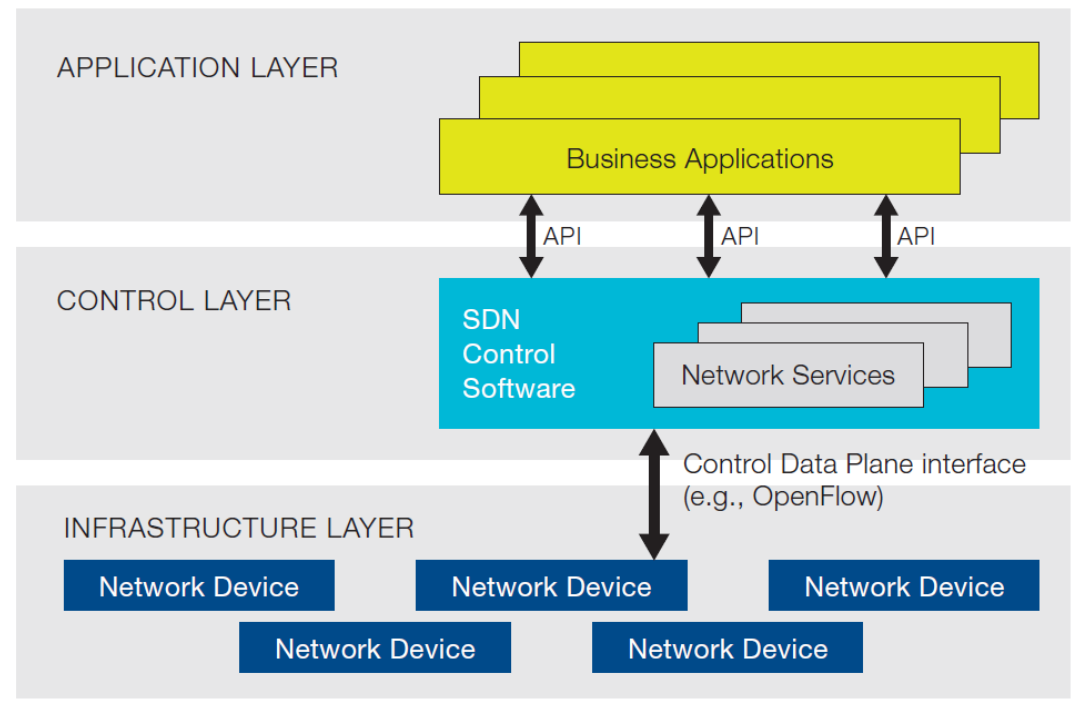 APPLICATION LAYER
Business Applications
API
API
API
CONTROL LAYER
SDN
Control
Software
Network Services
Control Data Plane interface
(e.g., OpenFlow)
INFRASTRUCTURE LAYER
Network Device
Network Device
Network Device
Network Device
Network Device